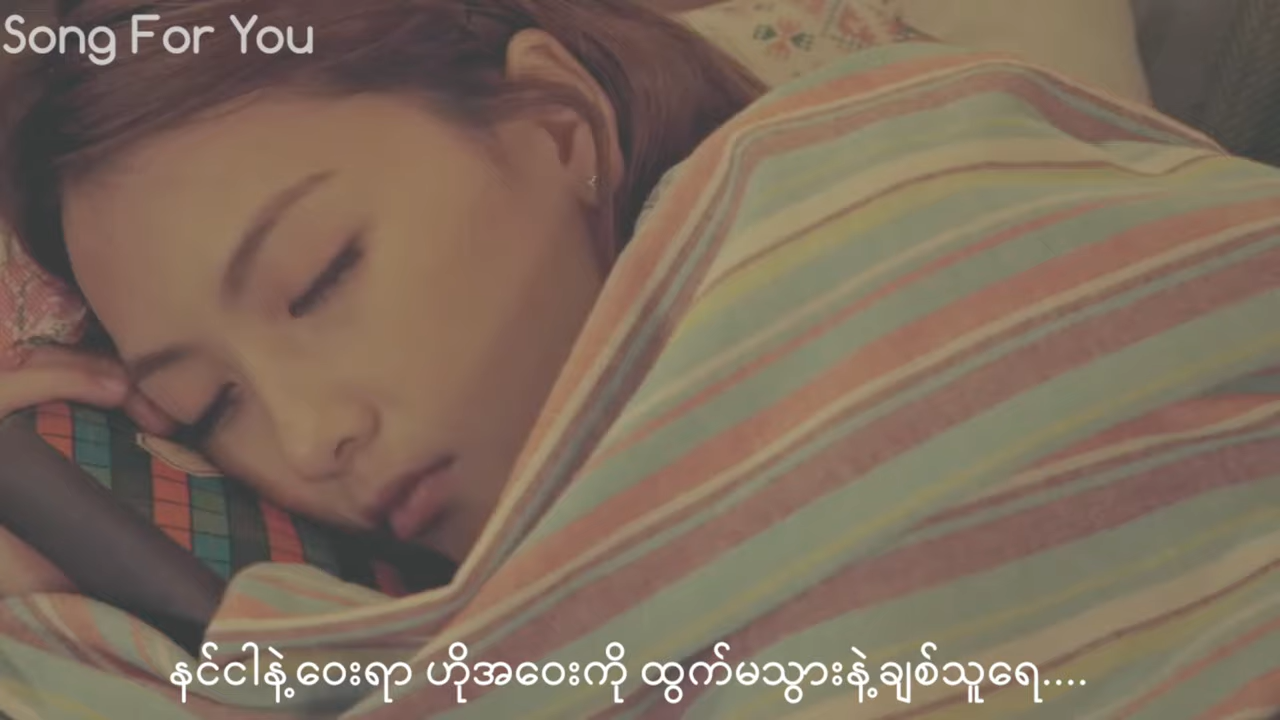 Song For You
နင်ငါနဲ့ဝေးရာ ဟိုအဝေးကို ထွက်မသွားနဲ့ချစ်သူရေ....